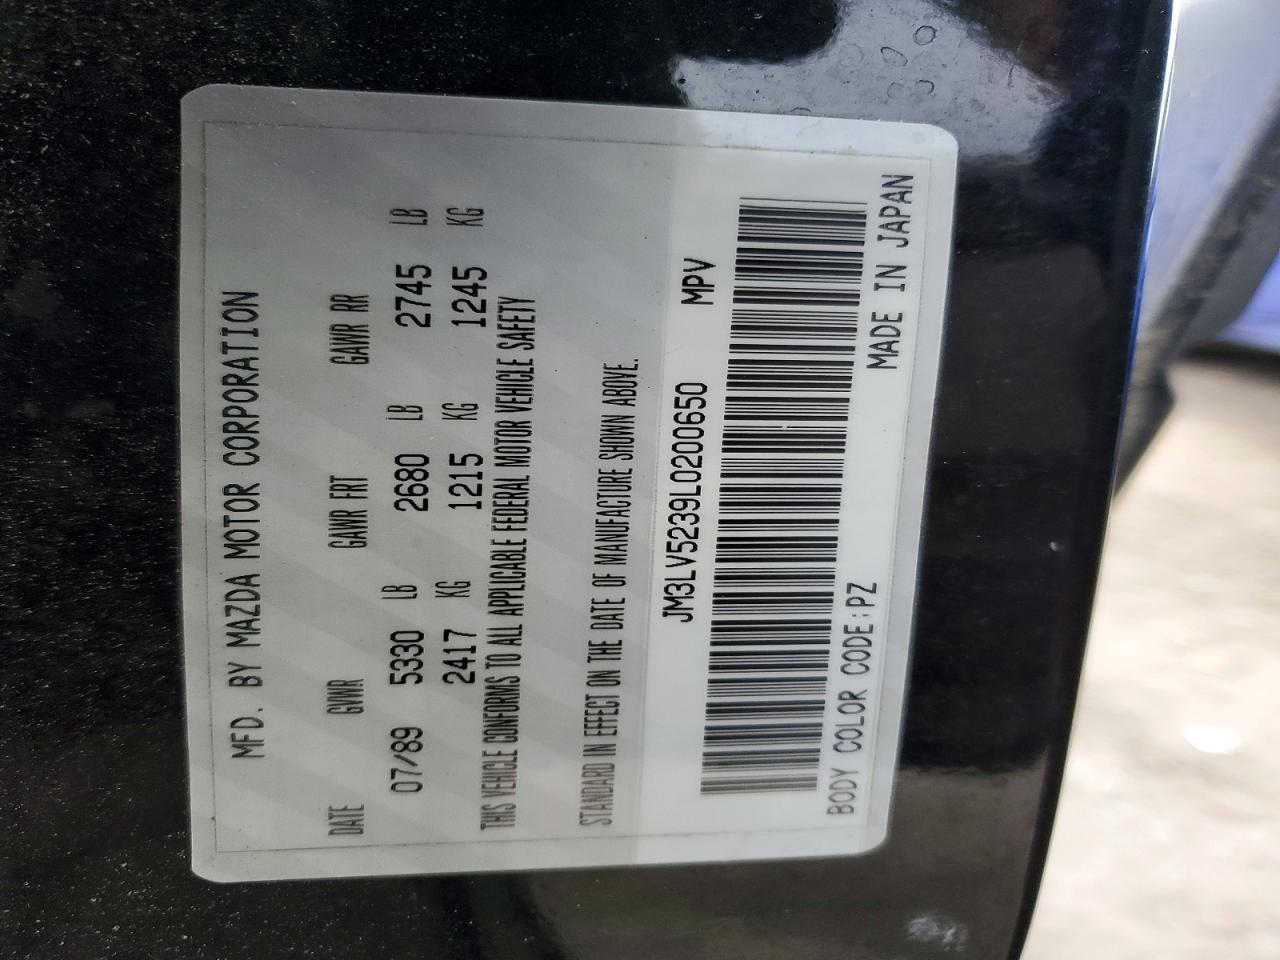 MFD. BY MAZDA MOTOR CORPORATION
DATE GVWR GAWR FRT GAWR RR
07/89 5330 LB 2680 LB 2745 LB
2417 KG 1215 KG 1245 KG
THIS VEHICLE CONFORMS TO ALL APPLICABLE FEDERAL MOTOR VEHICLE SAFETY
STANDARD IN EFFECT ON THE DATE OF MANUFACTURE SHOWN ABOVE.
JM3LV5239L0200650 MPV
BODY COLOR CODE:PZ MADE IN JAPAN